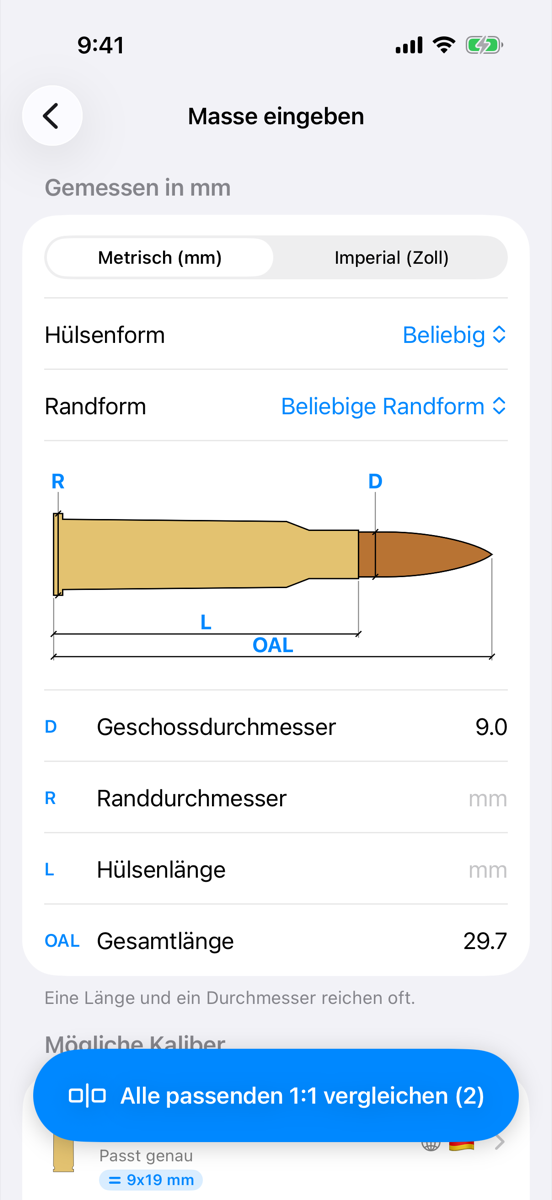 9:41
Masse eingeben
Gemessen in mm
Metrisch (mm)
Imperial (Zoll)
Hülsenform
Beliebig
Randform
Beliebige Randform
R
D
L
OAL
D Geschossdurchmesser 9.0
R Randdurchmesser mm
L Hülsenlänge mm
OAL Gesamtlänge 29.7
Eine Länge und ein Durchmesser reichen oft.
Mögliche Kaliber
Alle passenden 1:1 vergleichen (2)
Passt genau
= 9x19 mm